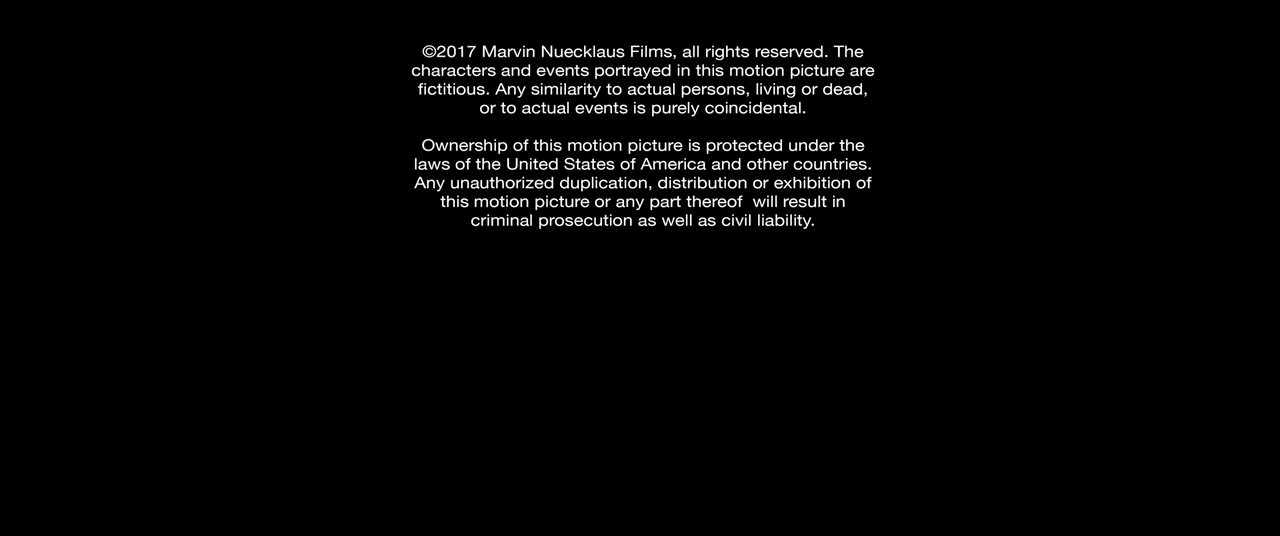 ©2017 Marvin Nuecklaus Films, all rights reserved. The
characters and events portrayed in this motion picture are
fictitious. Any similarity to actual persons, living or dead,
or to actual events is purely coincidental.
Ownership of this motion picture is protected under the
laws of the United States of America and other countries.
Any unauthorized duplication, distribution or exhibition of
this motion picture or any part thereof  will result in
criminal prosecution as well as civil liability.